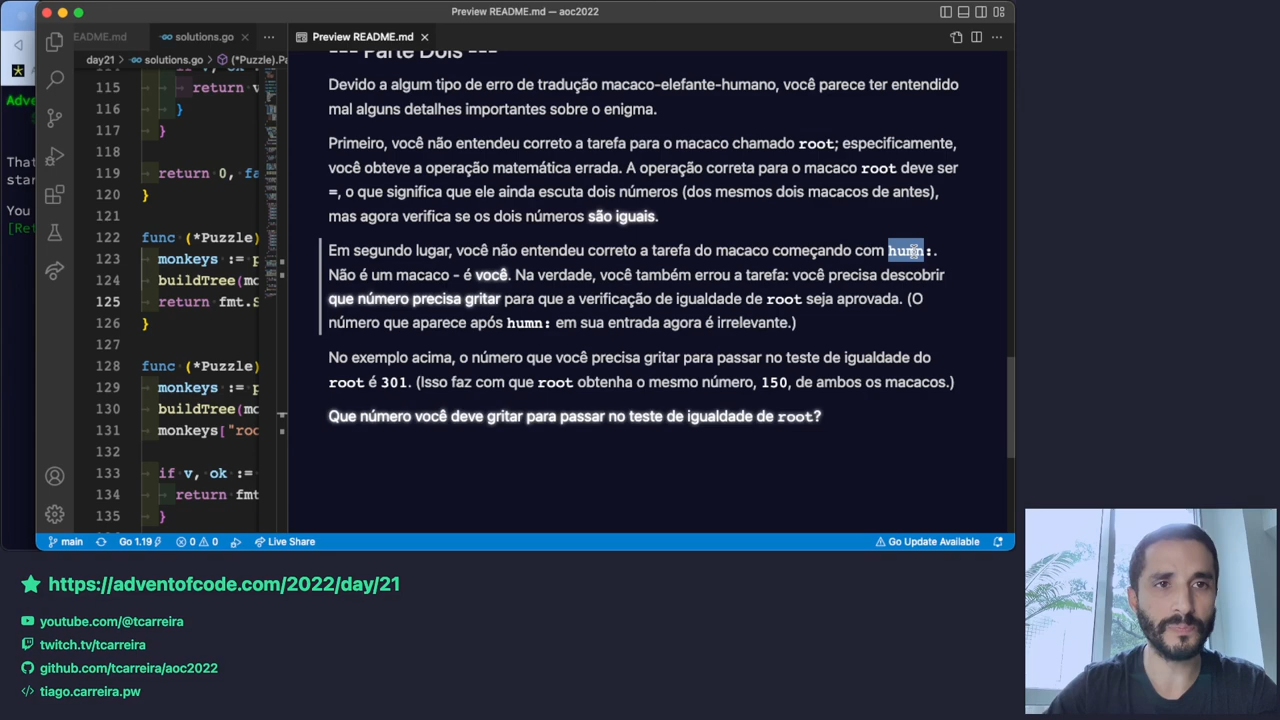 Preview README.md — aoc2022
README.md
solutions.go
Preview README.md
day21 > solutions.go > (*Puzzle).Pa
115 return v
116 }
117 }
118
119 return 0, fa
120 }
121
122 func (*Puzzle)
123 monkeys := p
124 buildTree(mo
125 return fmt.S
126 }
127
128 func (*Puzzle)
129 monkeys := p
130 buildTree(mo
131 monkeys["roo
132
133 if v, ok :=
134 return fmt
135 }
=== Parte Dois ===
Devido a algum tipo de erro de tradução macaco-elefante-humano, você parece ter entendido
mal alguns detalhes importantes sobre o enigma.
Primeiro, você não entendeu correto a tarefa para o macaco chamado root; especificamente,
você obteve a operação matemática errada. A operação correta para o macaco root deve ser
=, o que significa que ele ainda escuta dois números (dos mesmos dois macacos de antes),
mas agora verifica se os dois números são iguais.
Em segundo lugar, você não entendeu correto a tarefa do macaco começando com humn:.
Não é um macaco - é você. Na verdade, você também errou a tarefa: você precisa descobrir
que número precisa gritar para que a verificação de igualdade de root seja aprovada. (O
número que aparece após humn: em sua entrada agora é irrelevante.)
No exemplo acima, o número que você precisa gritar para passar no teste de igualdade do
root é 301. (Isso faz com que root obtenha o mesmo número, 150, de ambos os macacos.)
Que número você deve gritar para passar no teste de igualdade de root?
Adve
That
star
You
[Ret
main Go 1.19 0 0 Live Share
Go Update Available
https://adventofcode.com/2022/day/21
youtube.com/@tcarreira
twitch.tv/tcarreira
github.com/tcarreira/aoc2022
tiago.carreira.pw